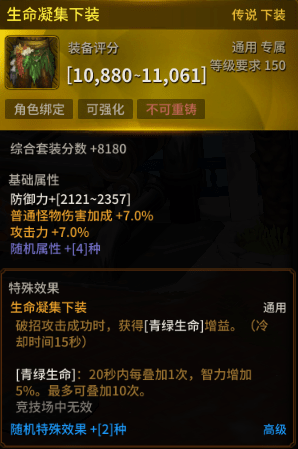 生命凝集下装
传说 下装
装备评分
通用 专属
[10,880~11,061]
等级要求 150
角色绑定
可强化
不可重铸
综合套装分数 +8180
基础属性
防御力+[2121~2357]
普通怪物伤害加成 +7.0%
攻击力 +7.0%
随机属性 +[4]种
特殊效果
生命凝集下装
通用
破招攻击成功时，获得[青绿生命]增益。（冷
却时间15秒）
[青绿生命]：20秒内每叠加1次，智力增加
5%。最多可叠加10次。
竞技场中无效
随机特殊效果 +[2]种
高级